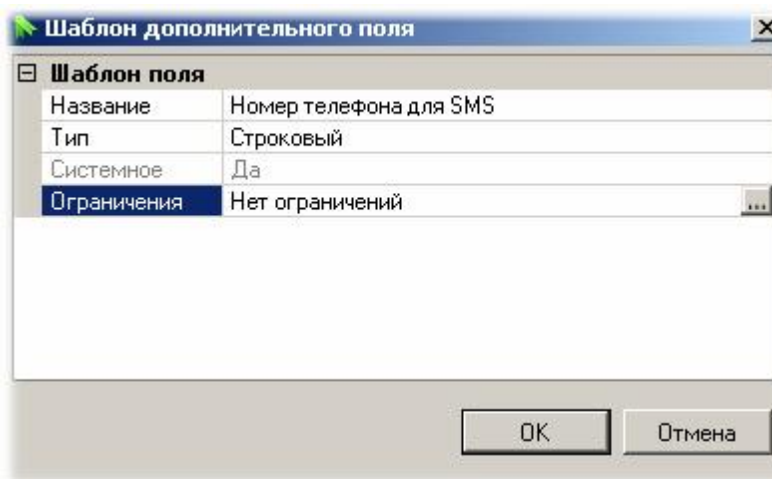 Шаблон дополнительного поля
Шаблон поля
Название Номер телефона для SMS
Тип Строковый
Системное Да
Ограничения Нет ограничений ...
OK Отмена